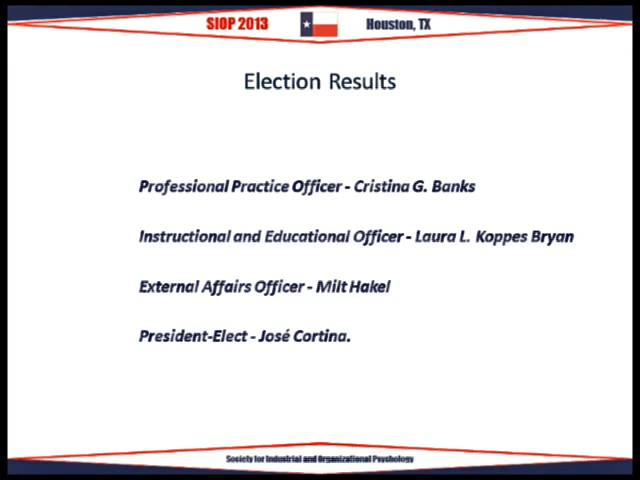 SIOP 2013 Houston, TX
Election Results
Professional Practice Officer - Cristina G. Banks
Instructional and Educational Officer - Laura L. Koppes Bryan
External Affairs Officer - Milt Hakel
President-Elect - José Cortina.
Society for Industrial and Organizational Psychology